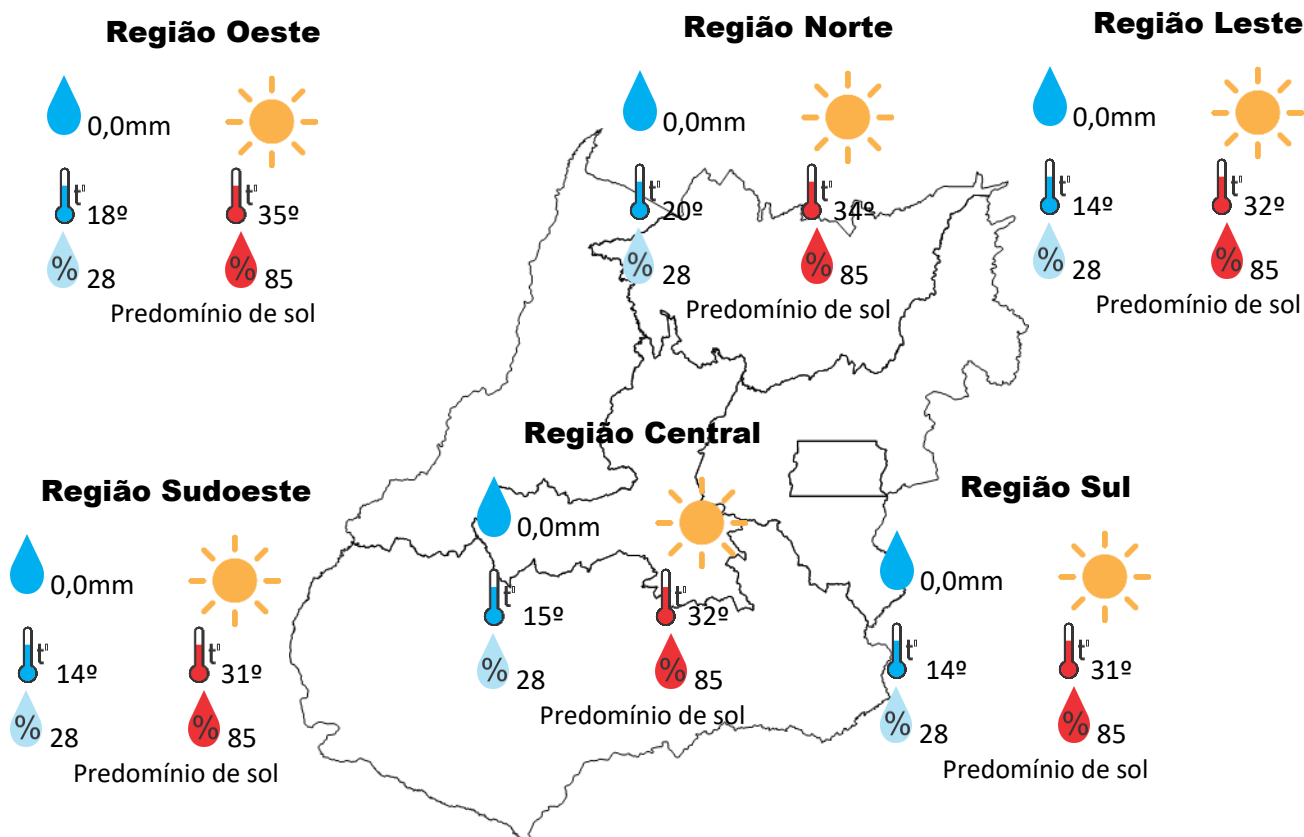 Região Oeste
0,0mm
t°
18º
t°
35º
%
28
%
85
Predomínio de sol
Região Norte
0,0mm
t°
20º
t°
34º
%
28
%
85
Predomínio de sol
Região Leste
0,0mm
t°
14º
t°
32º
%
28
%
85
Predomínio de sol
Região Sudoeste
0,0mm
t°
14º
t°
31º
%
28
%
85
Predomínio de sol
Região Central
0,0mm
t°
15º
t°
32º
%
28
%
85
Predomínio de sol
Região Sul
0,0mm
t°
14º
t°
31º
%
28
%
85
Predomínio de sol